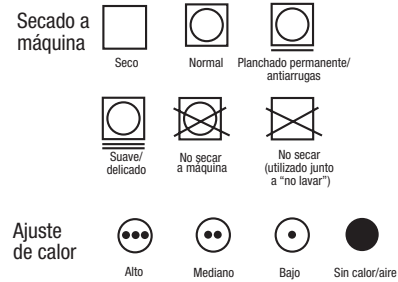 Secado a
máquina
Seco
Normal
Planchado permanente/
antiarrugas
Suave/
delicado
No secar
a máquina
No secar
(utilizado junto
a “no lavar”)
Ajuste
de calor
Alto
Mediano
Bajo
Sin calor/aire